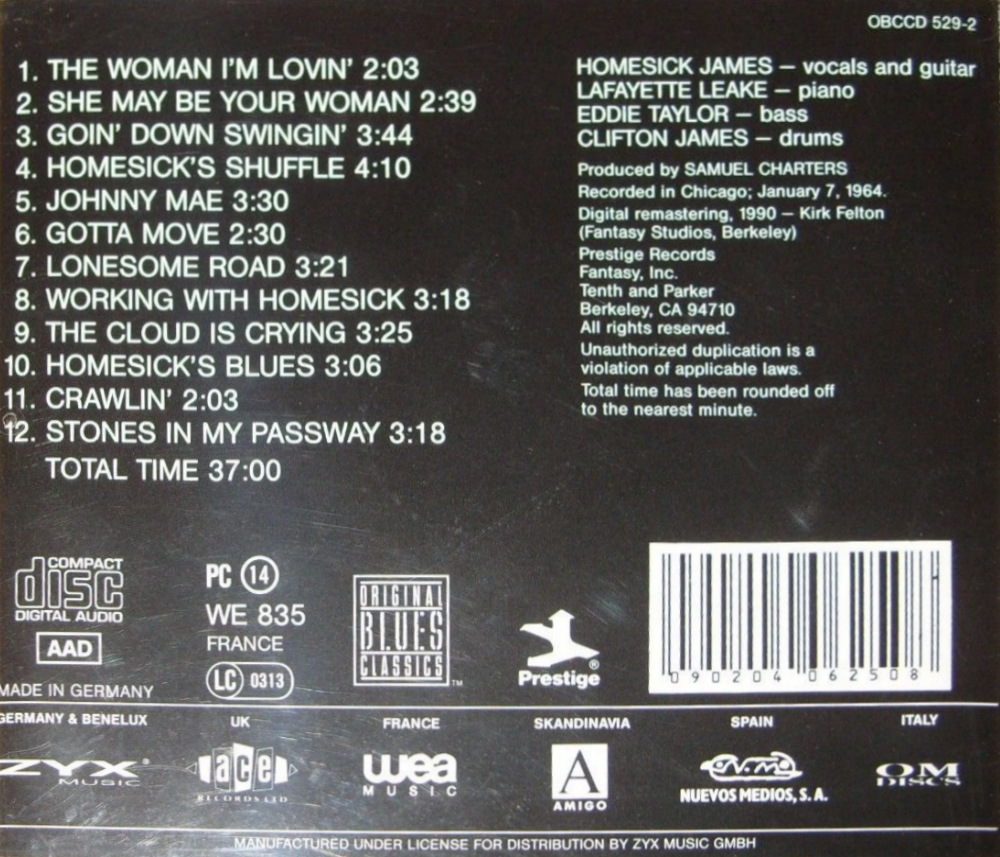 OBCCD 529-2
1. THE WOMAN I'M LOVIN' 2:03
2. SHE MAY BE YOUR WOMAN 2:39
3. GOIN' DOWN SWINGIN' 3:44
4. HOMESICK'S SHUFFLE 4:10
5. JOHNNY MAE 3:30
6. GOTTA MOVE 2:30
7. LONESOME ROAD 3:21
8. WORKING WITH HOMESICK 3:18
9. THE CLOUD IS CRYING 3:25
10. HOMESICK'S BLUES 3:06
11. CRAWLIN' 2:03
12. STONES IN MY PASSWAY 3:18
TOTAL TIME 37:00
HOMESICK JAMES — vocals and guitar
LAFAYETTE LEAKE — piano
EDDIE TAYLOR — bass
CLIFTON JAMES — drums
Produced by SAMUEL CHARTERS
Recorded in Chicago; January 7, 1964.
Digital remastering, 1990 — Kirk Felton
(Fantasy Studios, Berkeley)
Prestige Records
Fantasy, Inc.
Tenth and Parker
Berkeley, CA 94710
All rights reserved.
Unauthorized duplication is a
violation of applicable laws.
Total time has been rounded off
to the nearest minute.
COMPACT
disc
DIGITAL AUDIO
AAD
MADE IN GERMANY
PC 14
WE 835
FRANCE
LC 0313
ORIGINAL
BLUES
CLASSICS
TM
®
Prestige
090204 062508
GERMANY & BENELUX
ZYX
MUSIC
UK
ace
RECORDS LTD
FRANCE
wea
MUSIC
SKANDINAVIA
A
AMIGO
SPAIN
N.M.
NUEVOS MEDIOS, S.A.
ITALY
OM
DISCS
MANUFACTURED UNDER LICENSE FOR DISTRIBUTION BY ZYX MUSIC GMBH